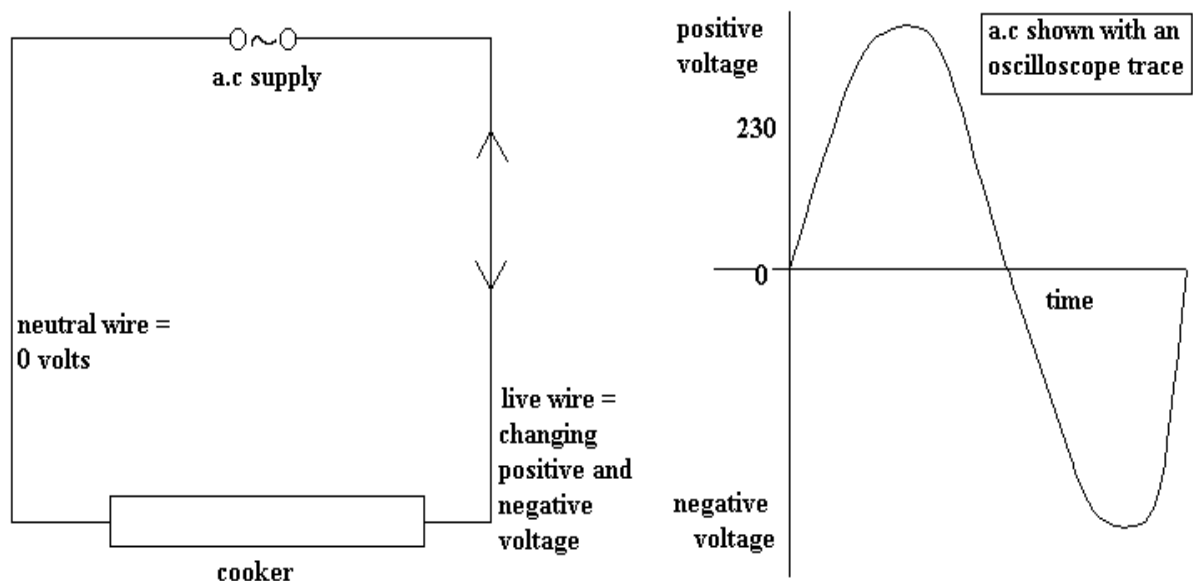 a.c supply
neutral wire =
0 volts
live wire =
changing
positive and
negative
voltage
cooker
positive
voltage
230
0
time
negative
voltage
a.c shown with an
oscilloscope trace